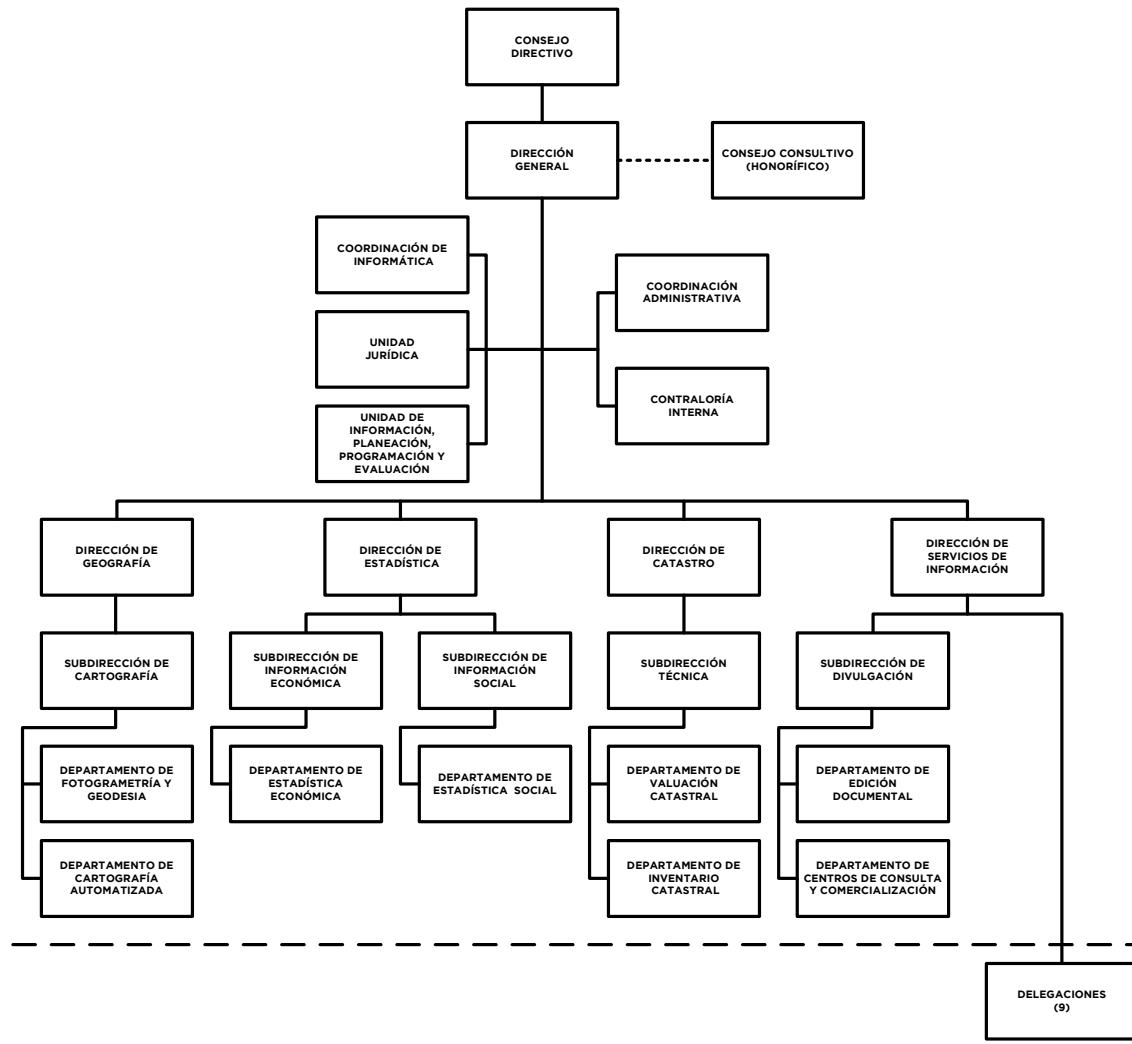 CONSEJO
DIRECTIVO
DIRECCIÓN
GENERAL
CONSEJO CONSULTIVO
(HONORÍFICO)
COORDINACIÓN DE
INFORMÁTICA
COORDINACIÓN
ADMINISTRATIVA
UNIDAD
JURÍDICA
CONTRALORÍA
INTERNA
UNIDAD DE
INFORMACIÓN,
PLANEACIÓN,
PROGRAMACIÓN Y
EVALUACIÓN
DIRECCIÓN DE
GEOGRAFÍA
DIRECCIÓN DE
ESTADÍSTICA
DIRECCIÓN DE
CATASTRO
DIRECCIÓN DE
SERVICIOS DE
INFORMACIÓN
SUBDIRECCIÓN DE
CARTOGRAFÍA
SUBDIRECCIÓN DE
INFORMACIÓN
ECONÓMICA
SUBDIRECCIÓN DE
INFORMACIÓN
SOCIAL
SUBDIRECCIÓN
TÉCNICA
SUBDIRECCIÓN DE
DIVULGACIÓN
DEPARTAMENTO DE
FOTOGRAMETRÍA Y
GEODESIA
DEPARTAMENTO DE
ESTADÍSTICA
ECONÓMICA
DEPARTAMENTO DE
ESTADÍSTICA SOCIAL
DEPARTAMENTO DE
VALUACIÓN
CATASTRAL
DEPARTAMENTO DE
EDICIÓN
DOCUMENTAL
DEPARTAMENTO DE
CARTOGRAFÍA
AUTOMATIZADA
DEPARTAMENTO DE
INVENTARIO
CATASTRAL
DEPARTAMENTO DE
CENTROS DE CONSULTA
Y COMERCIALIZACIÓN
DELEGACIONES
(9)